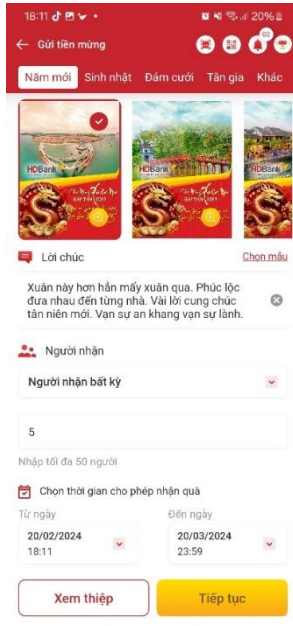 18:11
20%
Gửi tiền mừng
02
Năm mới Sinh nhật Đám cưới Tân gia Khác
HDBank
HDBank
Lời chúc
Chọn mẫu
Xuân này hơn hẳn mấy xuân qua. Phúc lộc
đưa nhau đến từng nhà. Vài lời cung chúc
tân niên mới. Vạn sự an khang vạn sự lành.
Người nhận
Người nhận bất kỳ
5
Nhập tối đa 50 người
Chọn thời gian cho phép nhận quà
Từ ngày Đến ngày
20/02/2024 20/03/2024
18:11 23:59
Xem thiệp Tiếp tục